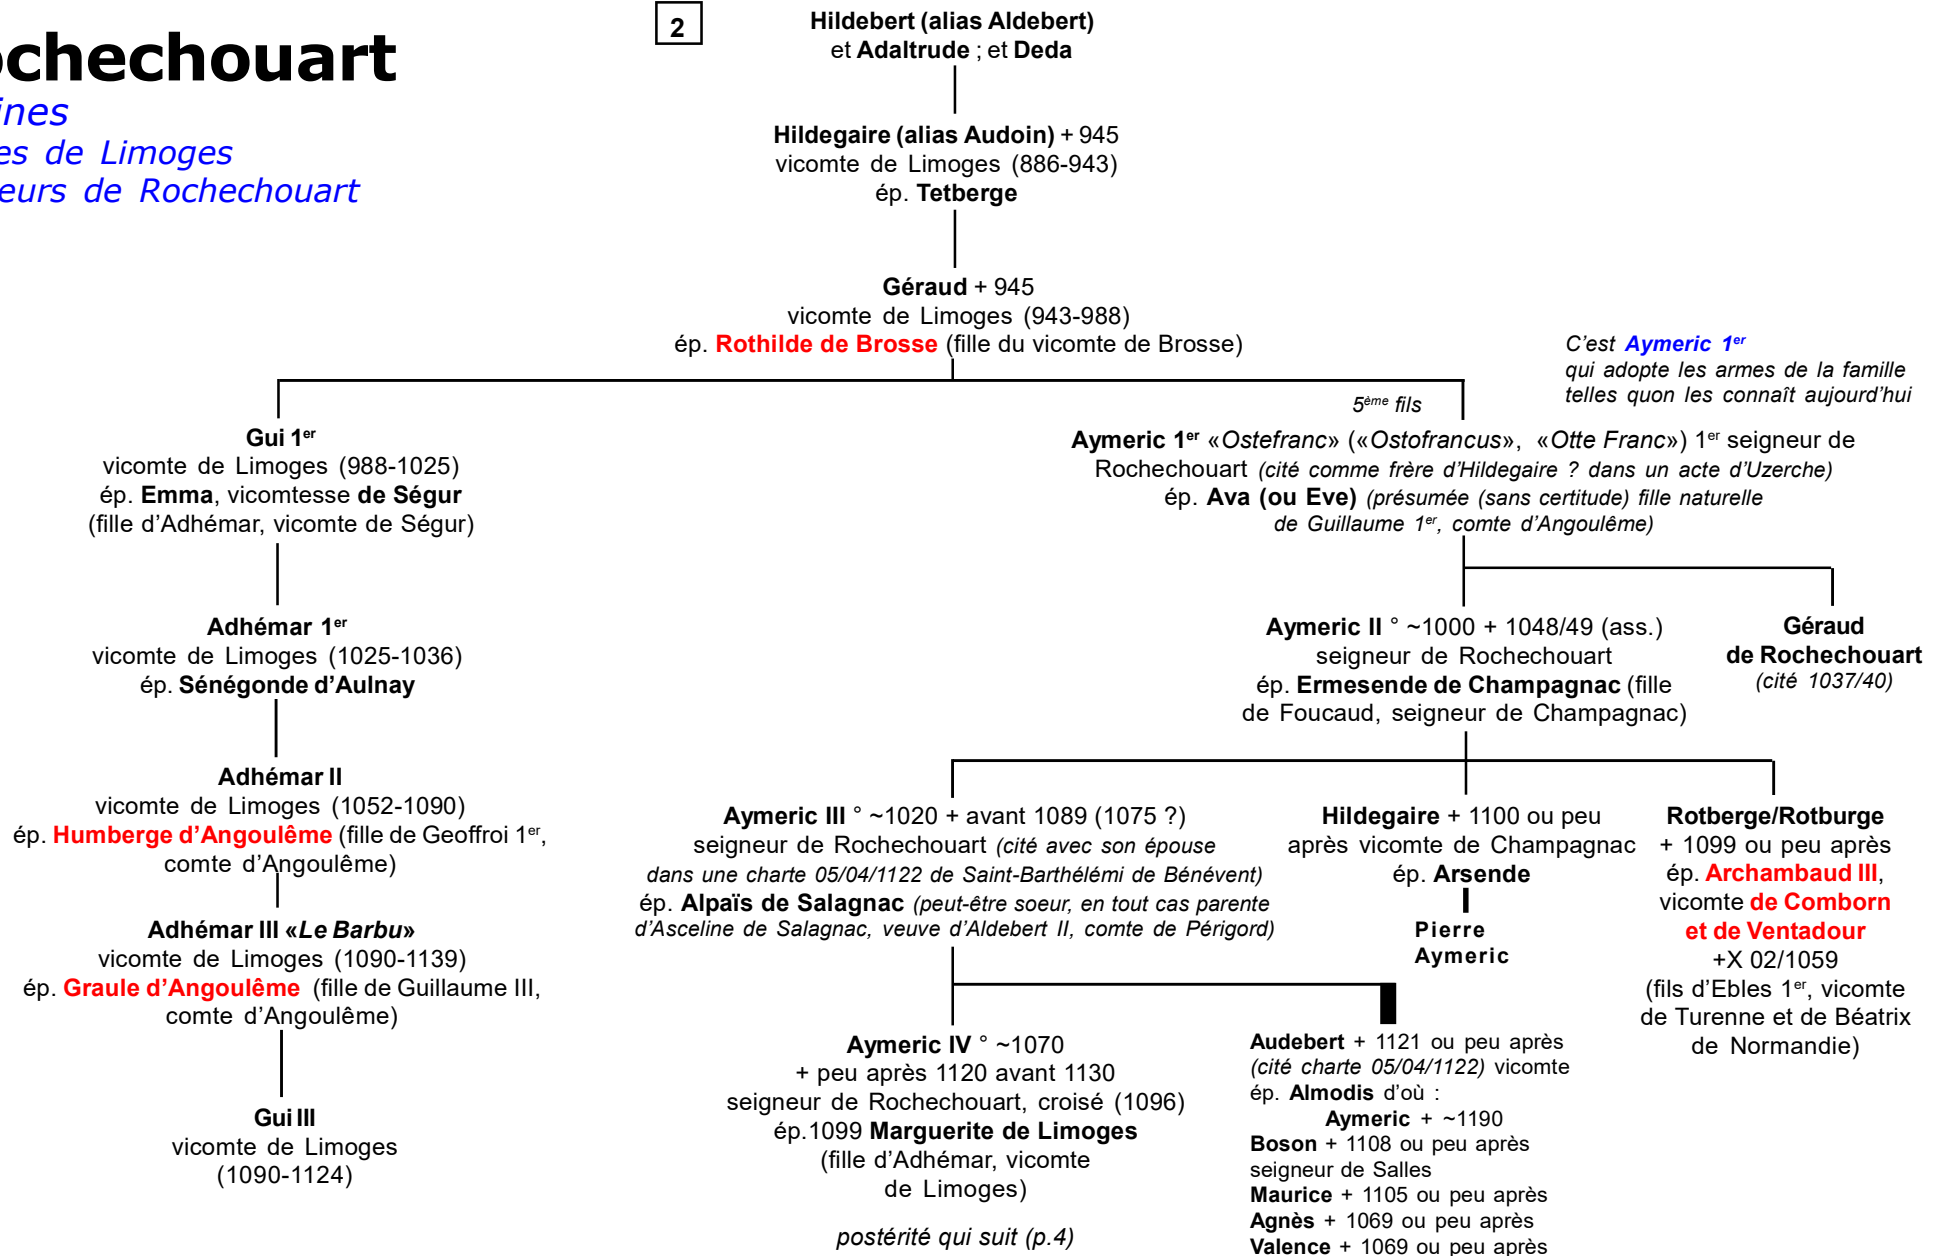 ochechouart
ines
es de Limoges
eurs de Rochechouart
2
Hildebert (alias Aldebert)
et Adaltrude ; et Deda
Hildegaire (alias Audoin) + 945
vicomte de Limoges (886-943)
ép. Tetberge
Géraud + 945
vicomte de Limoges (943-988)
ép. Rothilde de Brosse (fille du vicomte de Brosse)
C'est Aymeric 1er
qui adopte les armes de la famille
telles quon les connaît aujourd'hui
Gui 1er
vicomte de Limoges (988-1025)
ép. Emma, vicomtesse de Ségur
(fille d'Adhémar, vicomte de Ségur)
5ème fils
Aymeric 1er «Ostefranc» («Ostofrancus», «Otte Franc») 1er seigneur de
Rochechouart (cité comme frère d'Hildegaire ? dans un acte d'Uzerche)
ép. Ava (ou Eve) (présumée (sans certitude) fille naturelle
de Guillaume 1er, comte d'Angoulême)
Adhémar 1er
vicomte de Limoges (1025-1036)
ép. Sénégonde d'Aulnay
Aymeric II ° ~1000 + 1048/49 (ass.)
seigneur de Rochechouart
ép. Ermesende de Champagnac (fille
de Foucaud, seigneur de Champagnac)
Géraud
de Rochechouart
(cité 1037/40)
Adhémar II
vicomte de Limoges (1052-1090)
ép. Humberge d'Angoulême (fille de Geoffroi 1er,
comte d'Angoulême)
Aymeric III ° ~1020 + avant 1089 (1075 ?)
seigneur de Rochechouart (cité avec son épouse
dans une charte 05/04/1122 de Saint-Barthélémi de Bénévent)
ép. Alpaïs de Salagnac (peut-être soeur, en tout cas parente
d'Asceline de Salagnac, veuve d'Aldebert II, comte de Périgord)
Hildegaire + 1100 ou peu
après vicomte de Champagnac
ép. Arsende
Pierre
Aymeric
Rotberge/Rotburge
+ 1099 ou peu après
ép. Archambaud III,
vicomte de Comborn
et de Ventadour
+X 02/1059
(fils d'Ebles 1er, vicomte
de Turenne et de Béatrix
de Normandie)
Adhémar III «Le Barbu»
vicomte de Limoges (1090-1139)
ép. Graule d'Angoulême (fille de Guillaume III,
comte d'Angoulême)
Gui III
vicomte de Limoges
(1090-1124)
Aymeric IV ° ~1070
+ peu après 1120 avant 1130
seigneur de Rochechouart, croisé (1096)
ép.1099 Marguerite de Limoges
(fille d'Adhémar, vicomte
de Limoges)
postérité qui suit (p.4)
Audebert + 1121 ou peu après
(cité charte 05/04/1122) vicomte
ép. Almodis d'où :
Aymeric + ~1190
Boson + 1108 ou peu après
seigneur de Salles
Maurice + 1105 ou peu après
Agnès + 1069 ou peu après
Valence + 1069 ou peu après